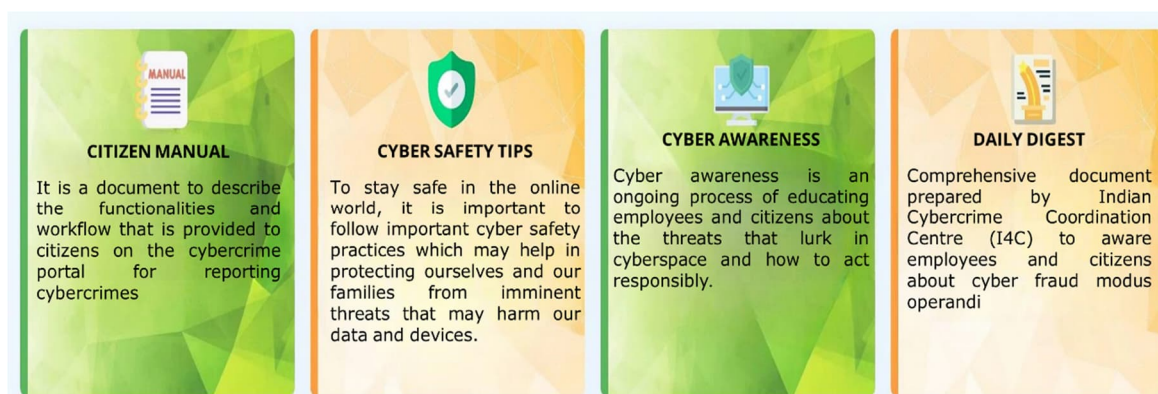 MANUAL
CITIZEN MANUAL
It is a document to describe
the functionalities and
workflow that is provided to
citizens on the cybercrime
portal for reporting
cybercrimes
CYBER SAFETY TIPS
To stay safe in the online
world, it is important to
follow important cyber safety
practices which may help in
protecting ourselves and our
families from imminent
threats that may harm our
data and devices.
CYBER AWARENESS
Cyber awareness is an
ongoing process of educating
employees and citizens about
the threats that lurk in
cyberspace and how to act
responsibly.
DAILY DIGEST
Comprehensive document
prepared by Indian
Cybercrime Coordination
Centre (I4C) to aware
employees and citizens
about cyber fraud modus
operandi